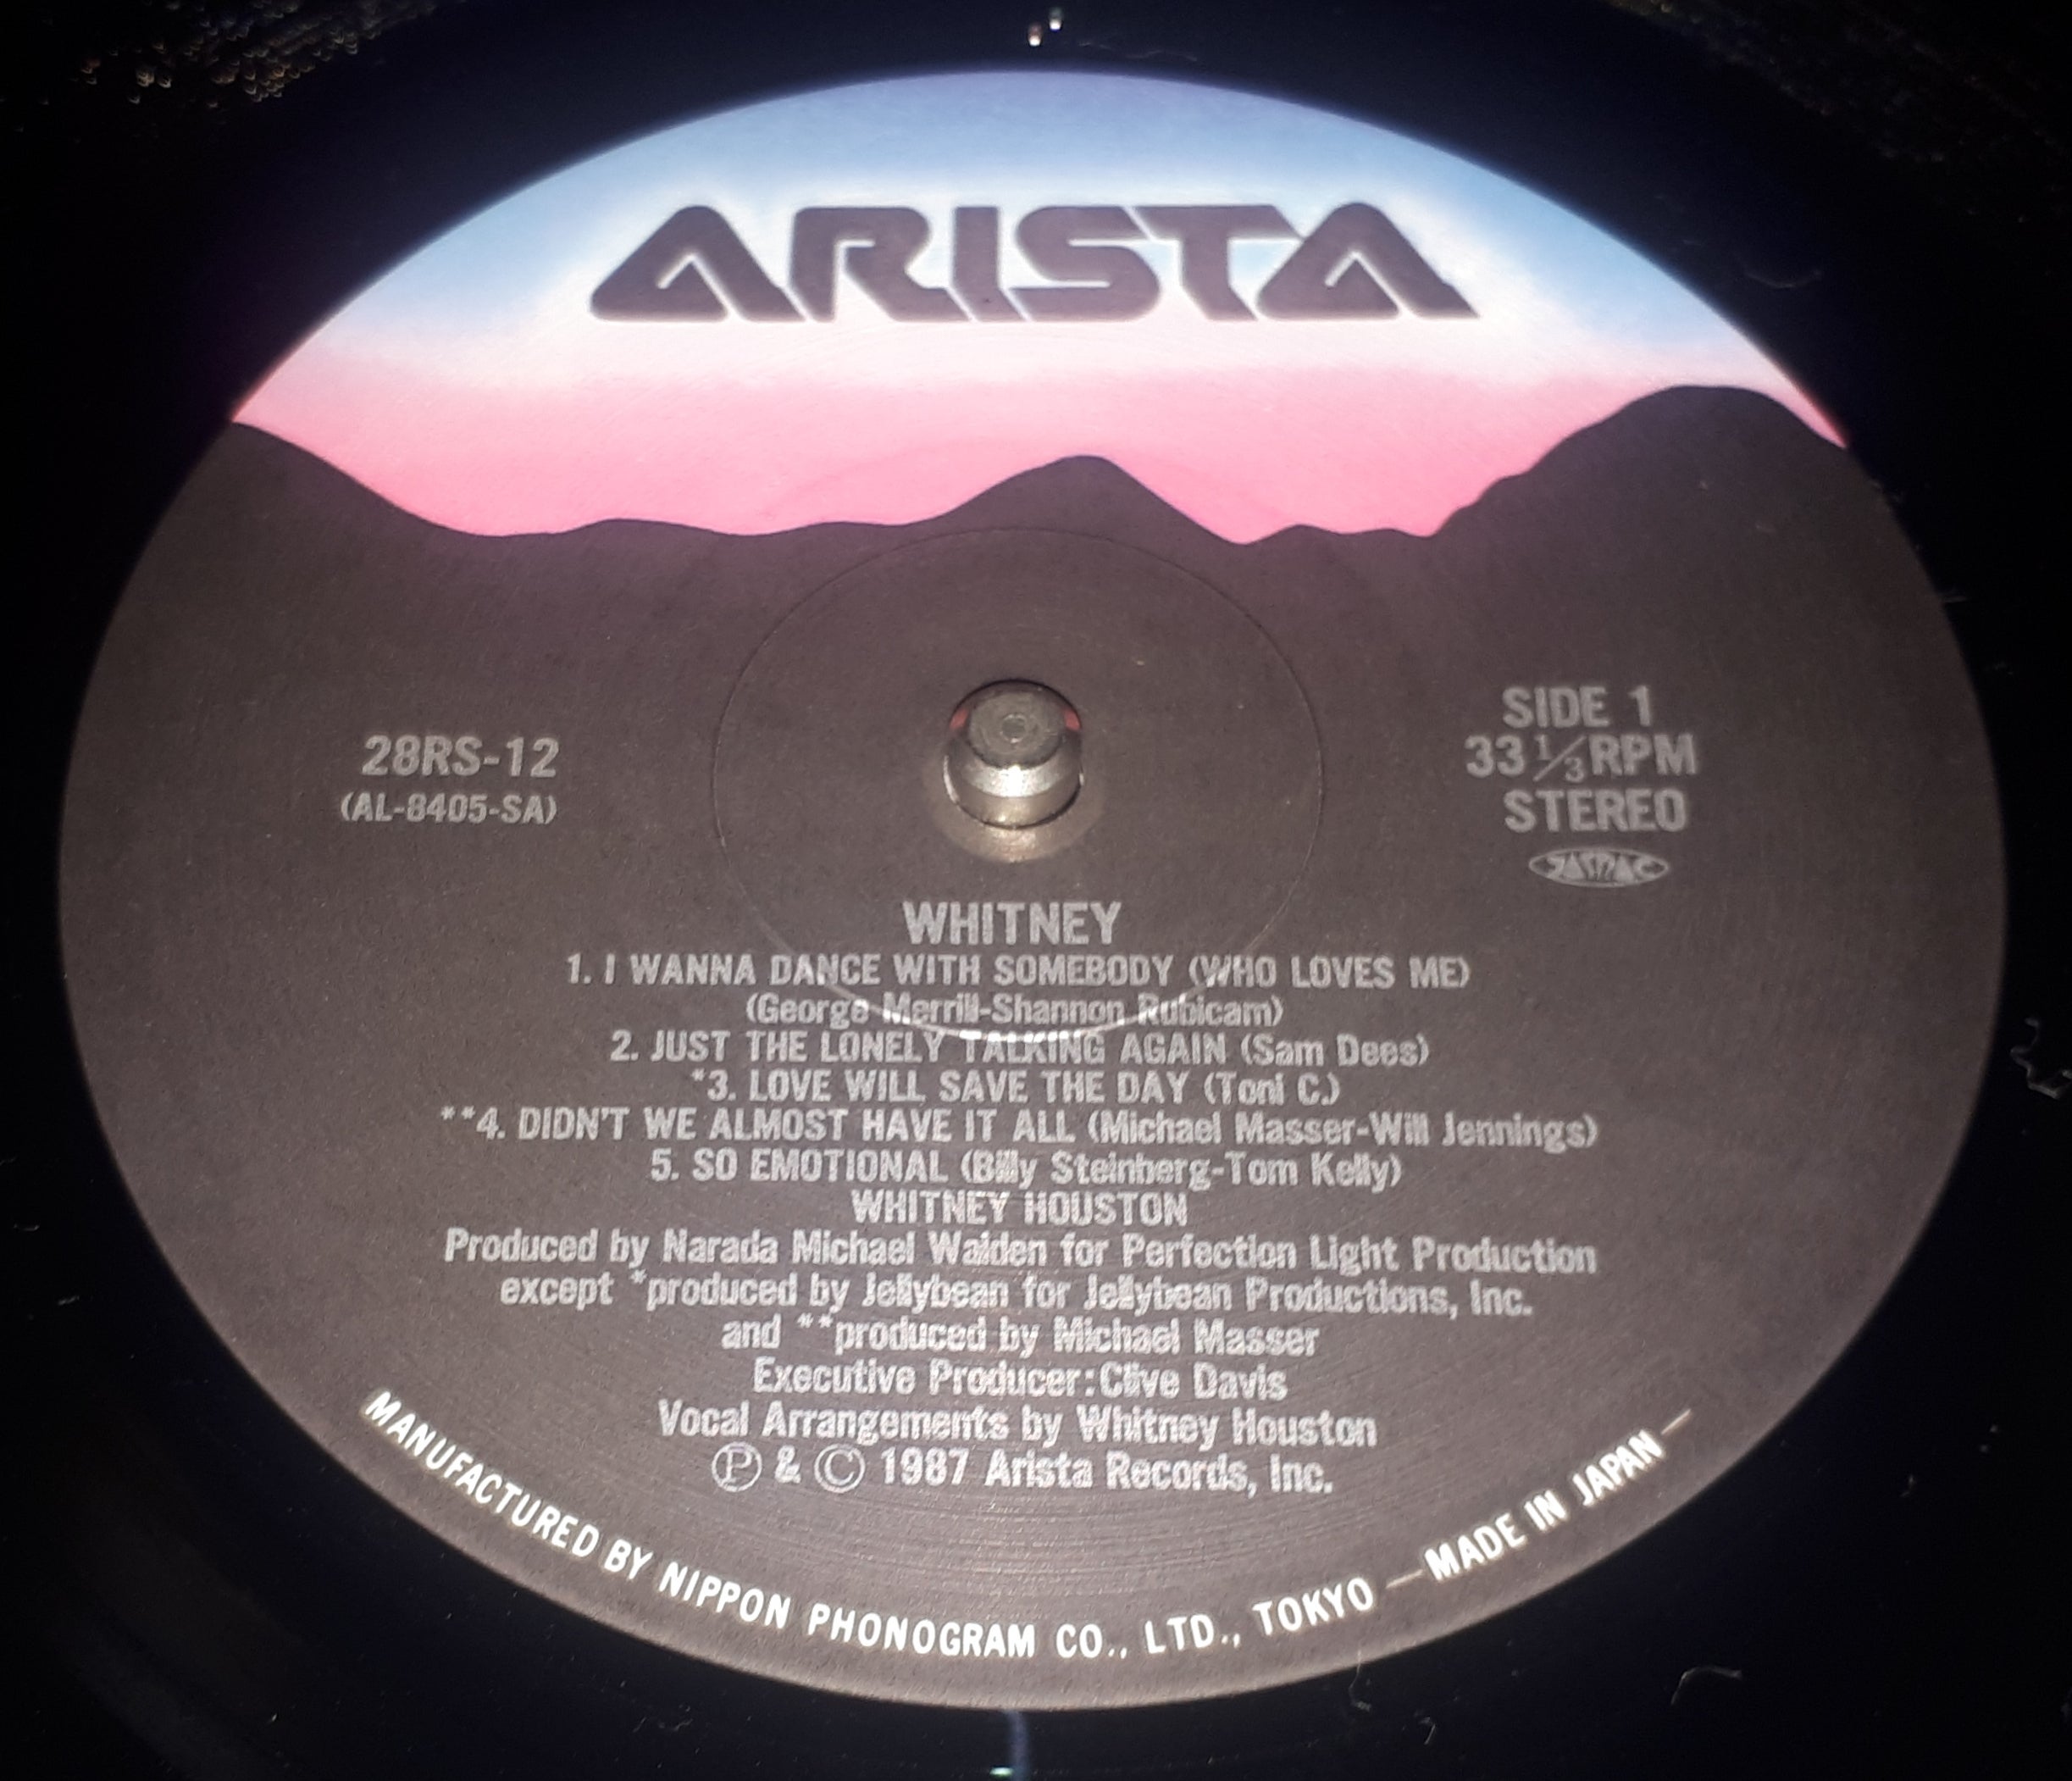 ARISTA
28RS-12
(AL-8405-SA)
SIDE 1
33 1/3 RPM
STEREO
JASRAC
WHITNEY
1. I WANNA DANCE WITH SOMEBODY (WHO LOVES ME)
(George Merrill-Shannon Rubicam)
2. JUST THE LONELY TALKING AGAIN (Sam Dees)
*3. LOVE WILL SAVE THE DAY (Toni C.)
**4. DIDN'T WE ALMOST HAVE IT ALL (Michael Masser-Will Jennings)
5. SO EMOTIONAL (Billy Steinberg-Tom Kelly)
WHITNEY HOUSTON
Produced by Narada Michael Walden for Perfection Light Production
except *produced by Jellybean for Jellybean Productions, Inc.
and **produced by Michael Masser
Executive Producer:Clive Davis
Vocal Arrangements by Whitney Houston
Ⓟ & © 1987 Arista Records, Inc.
MANUFACTURED BY NIPPON PHONOGRAM CO., LTD., TOKYO —MADE IN JAPAN—